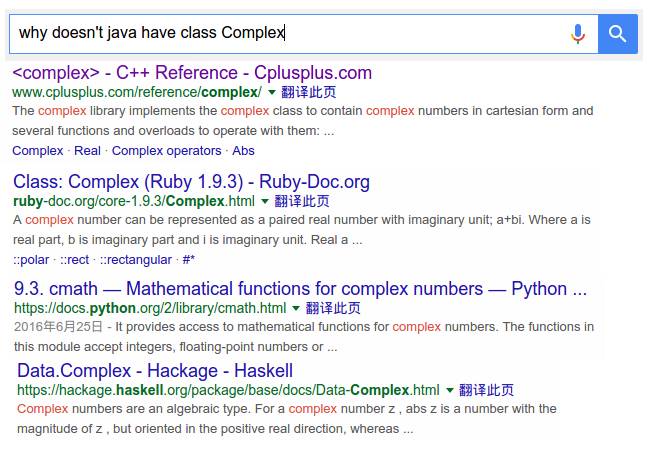 why doesn't java have class Complex
<complex> - C++ Reference - Cplusplus.com
www.cplusplus.com/reference/complex/ ▼ 翻译此页
The complex library implements the complex class to contain complex numbers in cartesian form and
several functions and overloads to operate with them: ...
Complex · Real · Complex operators · Abs
Class: Complex (Ruby 1.9.3) - Ruby-Doc.org
ruby-doc.org/core-1.9.3/Complex.html ▼ 翻译此页
A complex number can be represented as a paired real number with imaginary unit; a+bi. Where a is
real part, b is imaginary part and i is imaginary unit. Real a ...
::polar · ::rect · ::rectangular · #*
9.3. cmath — Mathematical functions for complex numbers — Python ...
https://docs.python.org/2/library/cmath.html ▼ 翻译此页
2016年6月25日 - It provides access to mathematical functions for complex numbers. The functions in
this module accept integers, floating-point numbers or ...
Data.Complex - Hackage - Haskell
https://hackage.haskell.org/package/base/docs/Data-Complex.html ▼ 翻译此页
Complex numbers are an algebraic type. For a complex number z , abs z is a number with the
magnitude of z , but oriented in the positive real direction, whereas ...